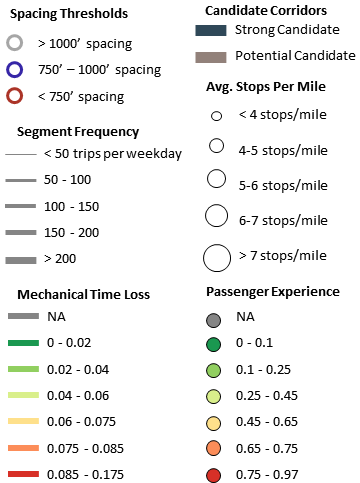 Spacing Thresholds
> 1000’ spacing
750’ – 1000’ spacing
< 750’ spacing
Segment Frequency
< 50 trips per weekday
50 - 100
100 - 150
150 - 200
> 200
Mechanical Time Loss
NA
0 - 0.02
0.02 - 0.04
0.04 - 0.06
0.06 - 0.075
0.075 - 0.085
0.085 - 0.175
Candidate Corridors
Strong Candidate
Potential Candidate
Avg. Stops Per Mile
< 4 stops/mile
4-5 stops/mile
5-6 stops/mile
6-7 stops/mile
> 7 stops/mile
Passenger Experience
NA
0 - 0.1
0.1 - 0.25
0.25 - 0.45
0.45 - 0.65
0.65 - 0.75
0.75 - 0.97